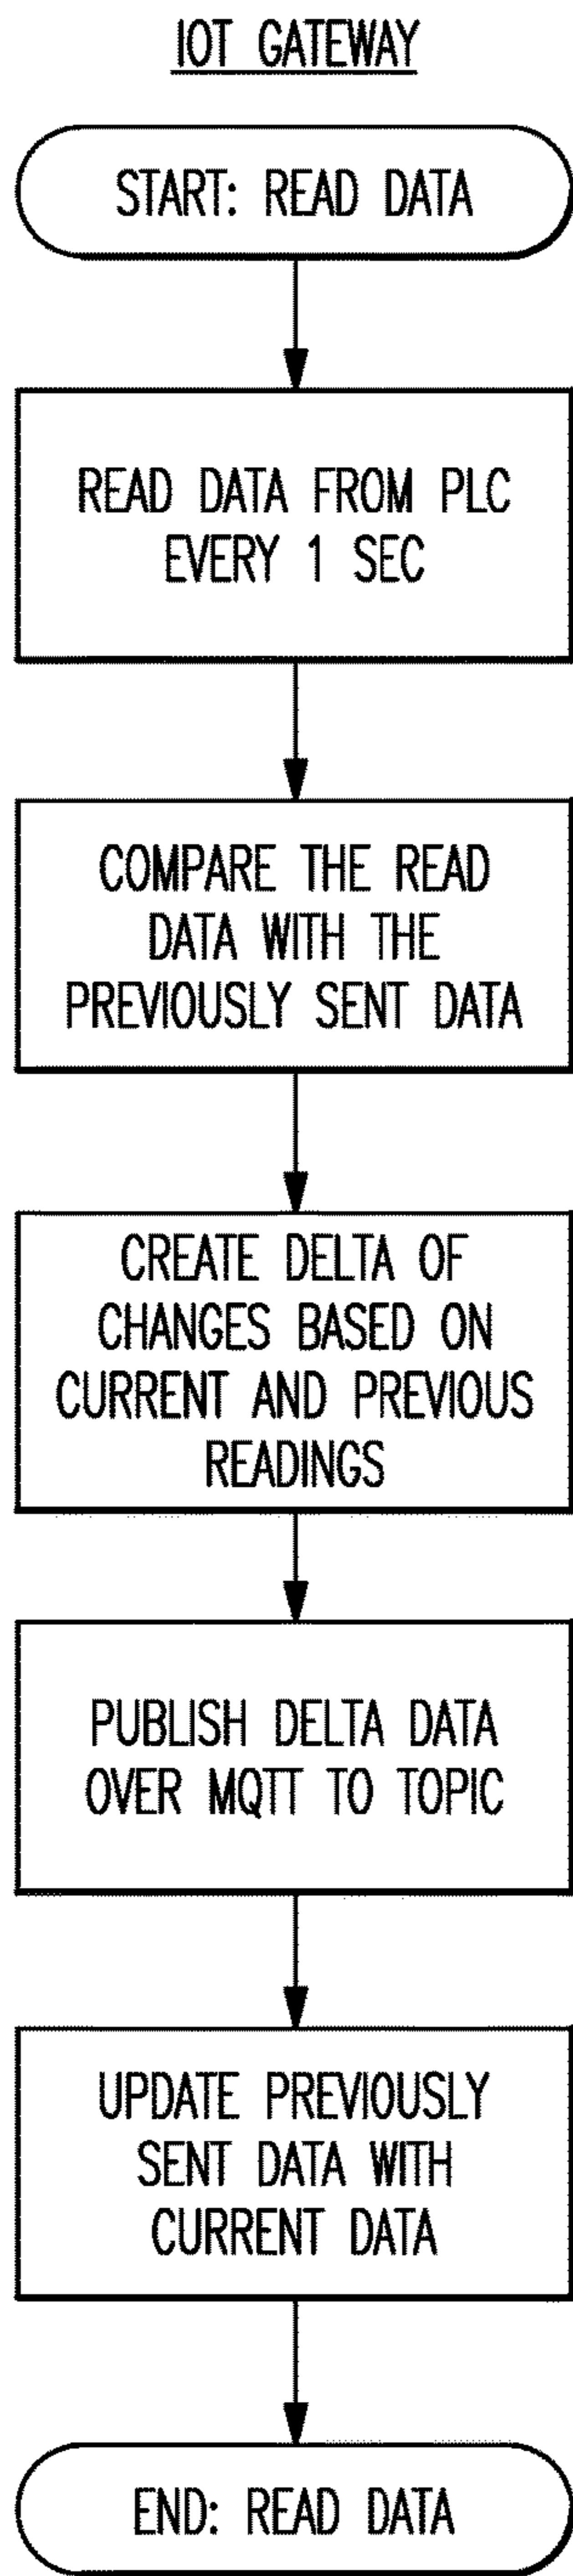 IOT GATEWAY
START: READ DATA
READ DATA FROM PLC
EVERY 1 SEC
COMPARE THE READ
DATA WITH THE
PREVIOUSLY SENT DATA
CREATE DELTA OF
CHANGES BASED ON
CURRENT AND PREVIOUS
READINGS
PUBLISH DELTA DATA
OVER MQTT TO TOPIC
UPDATE PREVIOUSLY
SENT DATA WITH
CURRENT DATA
END: READ DATA